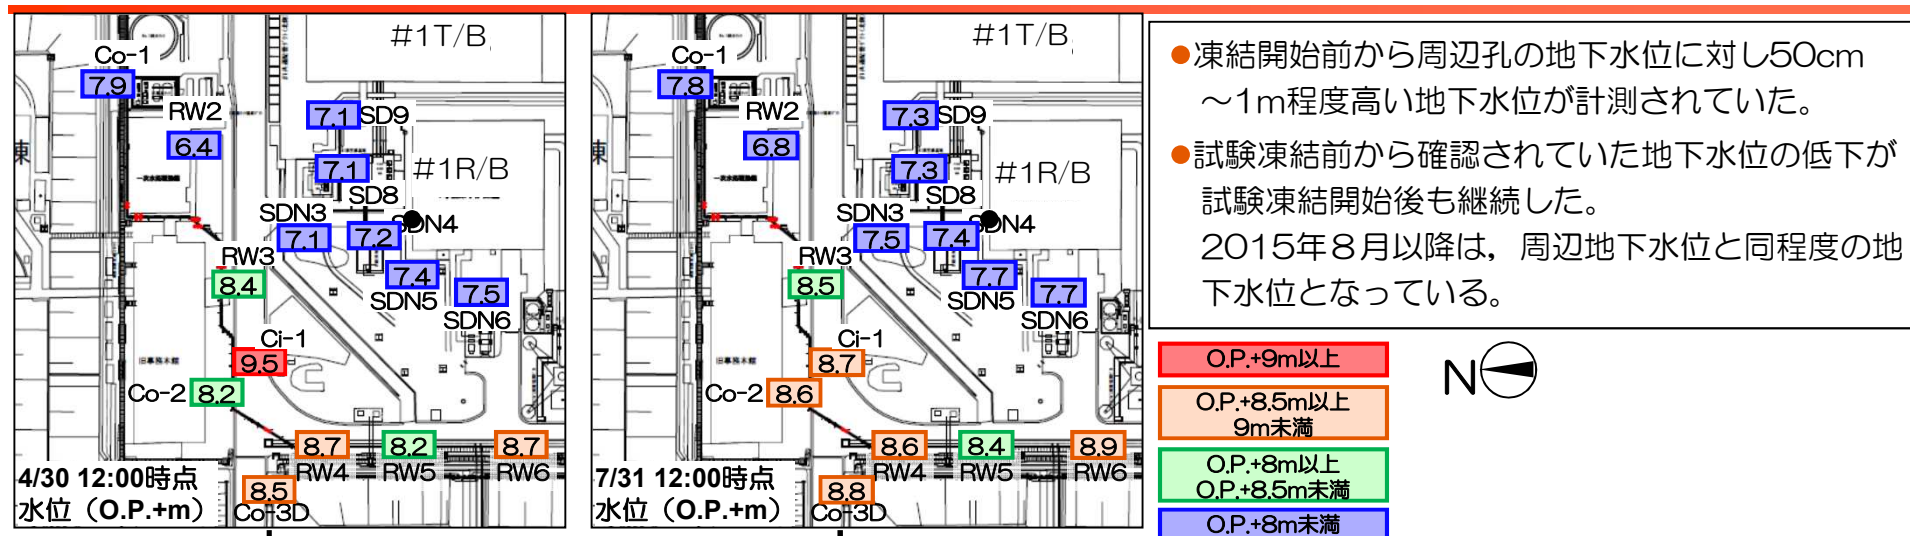 #1T/B
Co-1
7.9
RW2
6.4
7.1
SD9
7.1
SD8
#1R/B
SDN3
7.1
7.2
SDN4
RW3
8.4
7.4
SDN5
7.5
SDN6
Ci-1
9.5
旧事務本館
Co-2
8.2
8.7
RW4
8.2
RW5
8.7
RW6
4/30 12:00時点
水位（O.P.+m）
8.5
Co-3D
#1T/B
Co-1
7.8
RW2
6.8
7.3
SD9
7.3
SD8
#1R/B
SDN3
7.5
7.4
SDN4
RW3
8.5
7.7
SDN5
7.7
SDN6
Ci-1
8.7
旧事務本館
Co-2
8.6
8.6
RW4
8.4
RW5
8.9
RW6
7/31 12:00時点
水位（O.P.+m）
8.8
Co-3D
●凍結開始前から周辺孔の地下水位に対し50cm
～1m程度高い地下水位が計測されていた。
●試験凍結前から確認されていた地下水位の低下が
試験凍結開始後も継続した。
2015年8月以降は，周辺地下水位と同程度の地
下水位となっている。
O.P.+9m以上
O.P.+8.5m以上
9m未満
O.P.+8m以上
O.P.+8.5m未満
O.P.+8m未満
N